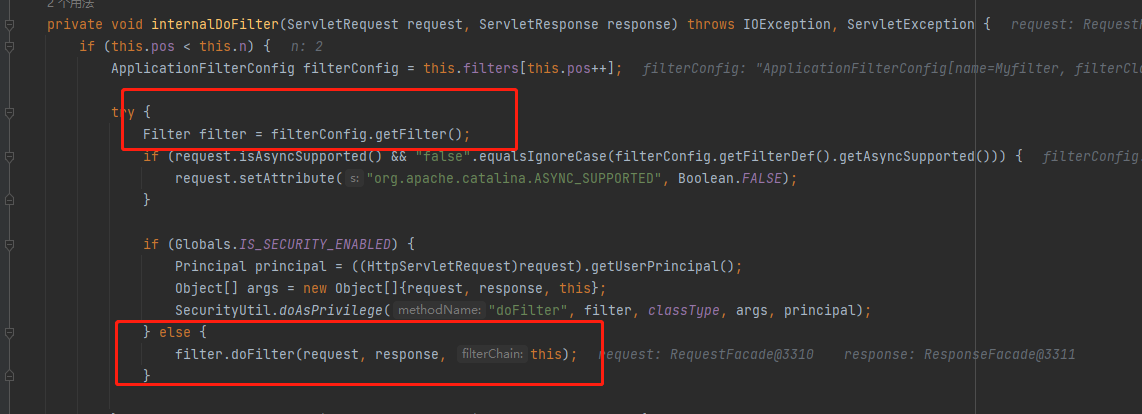 2 个用法
private void internalDoFilter(ServletRequest request, ServletResponse response) throws IOException, ServletException { request:
if (this.pos < this.n) { n: 2
ApplicationFilterConfig filterConfig = this.filters[this.pos++]; filterConfig: "ApplicationFilterConfig[name=Myfilter,
try {
Filter filter = filterConfig.getFilter();
if (request.isAsyncSupported() && "false".equalsIgnoreCase(filterConfig.getFilterDef().getAsyncSupported())) { filterConfig:
request.setAttribute( s: "org.apache.catalina.ASYNC_SUPPORTED", Boolean.FALSE);
}
if (Globals.IS_SECURITY_ENABLED) {
Principal principal = ((HttpServletRequest)request).getUserPrincipal();
Object[] args = new Object[]{request, response, this};
SecurityUtil.doAsPrivilege( methodName: "doFilter", filter, classType, args, principal);
} else {
filter.doFilter(request, response, filterChain: this); request: RequestFacade@3310 response: ResponseFacade@3311
}